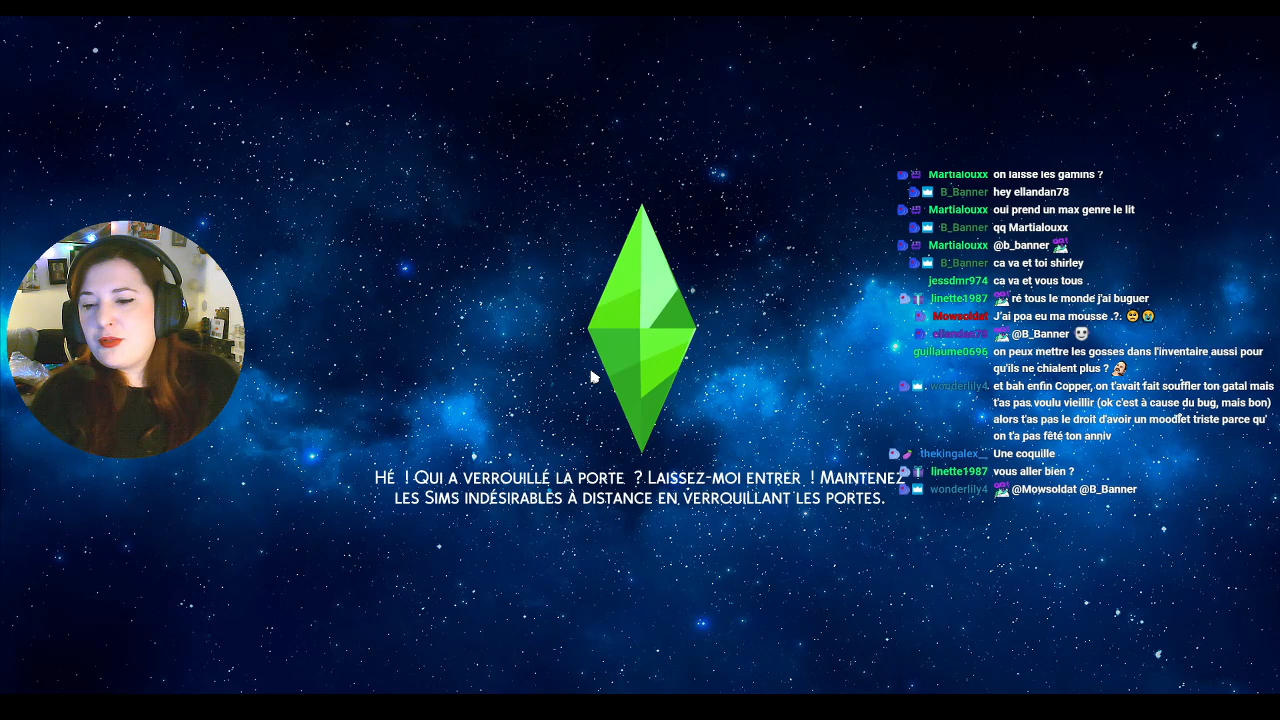 Martialouxx on laisse les gamins ?
B_Banner hey ellandan78
Martialouxx oui prend un max genre le lit
B_Banner qq Martialouxx
Martialouxx @b_banner
B_Banner ca va et toi shirley
jessdmr974 ca va et vous tous
linette1987 re tous le monde j'ai buguer
Mowsoldat J'ai poa eu ma mousse .?.
ellandan78 @B_Banner
guillaume0696 on peux mettre les gosses dans l'inventaire aussi pour
qu'ils ne chialent plus ?
wonderlily4 et bah enfin Copper, on t'avait fait souffler ton gatal mais
t'as pas voulu vieillir (ok c'est à cause du bug, mais bon)
alors t'as pas le droit d'avoir un moodlet triste parce qu'
on t'a pas fêté ton anniv
thekingalex__ Une coquille
linette1987 vous aller bien ?
wonderlily4 @Mowsoldat @B_Banner
Hé ! Qui a verrouillé la porte ? Laissez-moi entrer ! Maintenez
les Sims indésirables à distance en verrouillant les portes.